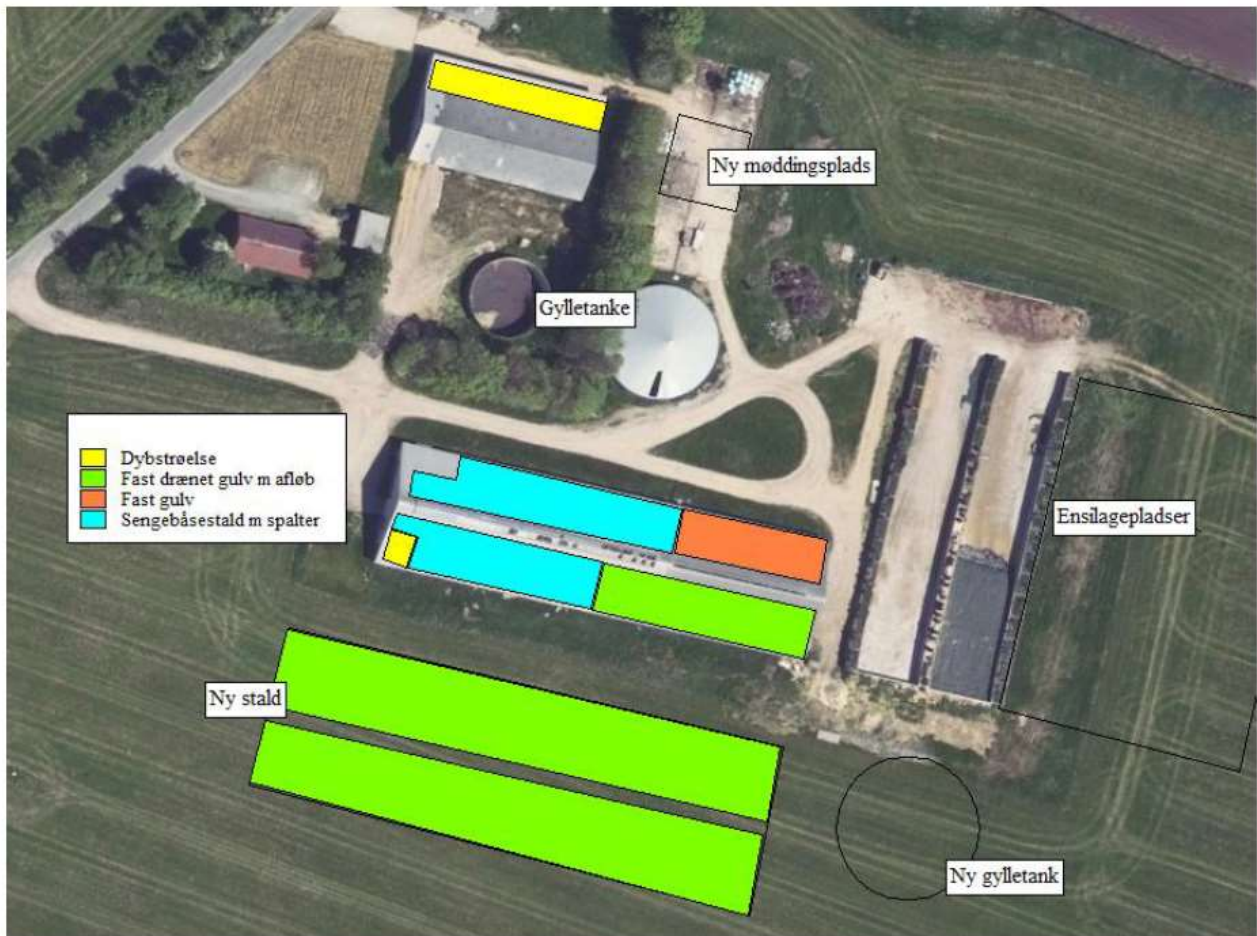 Ny møddingsplads
Gylletanke
Dybstrøelse
Fast drænet gulv m afløb
Fast gulv
Sengebåsestald m spalter
Ensilagepladser
Ny stald
Ny gylletank